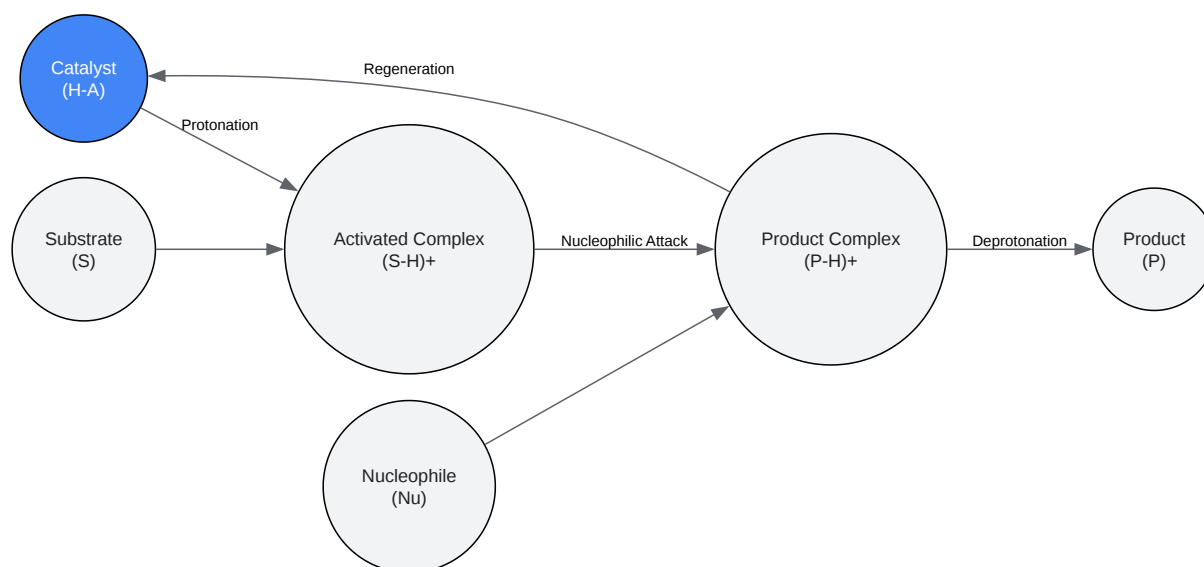 Catalyst
(H-A)
Regeneration
Protonation
Substrate
(S)
Activated Complex
(S-H)+
Nucleophilic Attack
Product Complex
(P-H)+
Deprotonation
Product
(P)
Nucleophile
(Nu)